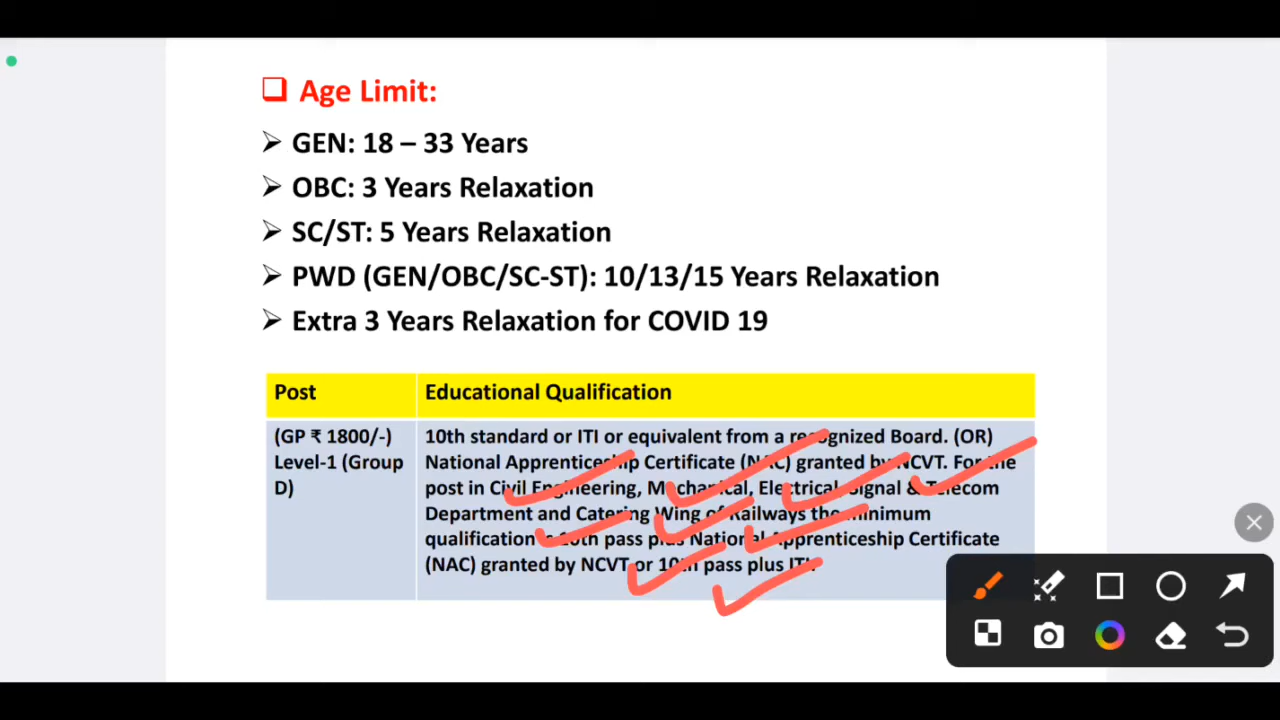 Age Limit:
GEN: 18 – 33 Years
OBC: 3 Years Relaxation
SC/ST: 5 Years Relaxation
PWD (GEN/OBC/SC-ST): 10/13/15 Years Relaxation
Extra 3 Years Relaxation for COVID 19
Post Educational Qualification
(GP ₹ 1800/-)
Level-1 (Group
D)
10th standard or ITI or equivalent from a recognized Board. (OR)
National Apprenticeship Certificate (NAC) granted by NCVT. For the
post in Civil Engineering, Mechanical, Electrical, Signal & Telecom
Department and Catering Wing of Railways the minimum
qualification is 10th pass plus National Apprenticeship Certificate
(NAC) granted by NCVT or 10th pass plus ITI.